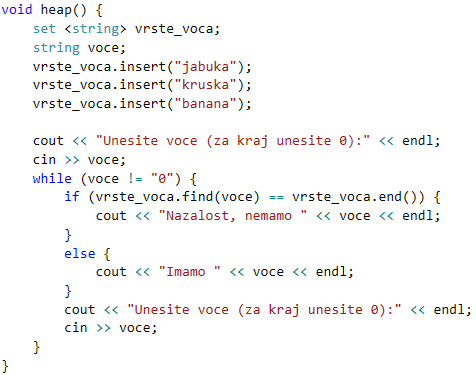 void heap() {
    set <string> vrste_voca;
    string voce;
    vrste_voca.insert("jabuka");
    vrste_voca.insert("kruska");
    vrste_voca.insert("banana");

    cout << "Unesite voce (za kraj unesite 0):" << endl;
    cin >> voce;
    while (voce != "0") {
        if (vrste_voca.find(voce) == vrste_voca.end()) {
            cout << "Nazalost, nemamo " << voce << endl;
        }
        else {
            cout << "Imamo " << voce << endl;
        }
        cout << "Unesite voce (za kraj unesite 0):" << endl;
        cin >> voce;
    }
}